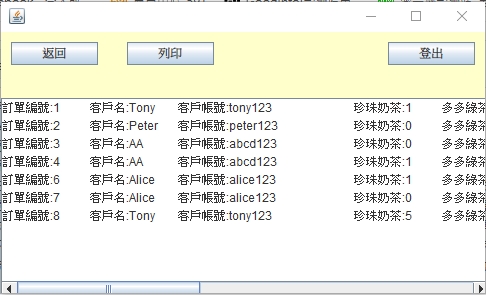 返回 列印 登出
訂單編號:1 客戶名:Tony 客戶帳號:tony123 珍珠奶茶:1 多多綠茶
訂單編號:2 客戶名:Peter 客戶帳號:peter123 珍珠奶茶:0 多多綠茶
訂單編號:3 客戶名:AA 客戶帳號:abcd123 珍珠奶茶:0 多多綠茶
訂單編號:4 客戶名:AA 客戶帳號:abcd123 珍珠奶茶:1 多多綠茶
訂單編號:6 客戶名:Alice 客戶帳號:alice123 珍珠奶茶:1 多多綠茶
訂單編號:7 客戶名:Alice 客戶帳號:alice123 珍珠奶茶:0 多多綠茶
訂單編號:8 客戶名:Tony 客戶帳號:tony123 珍珠奶茶:5 多多綠茶